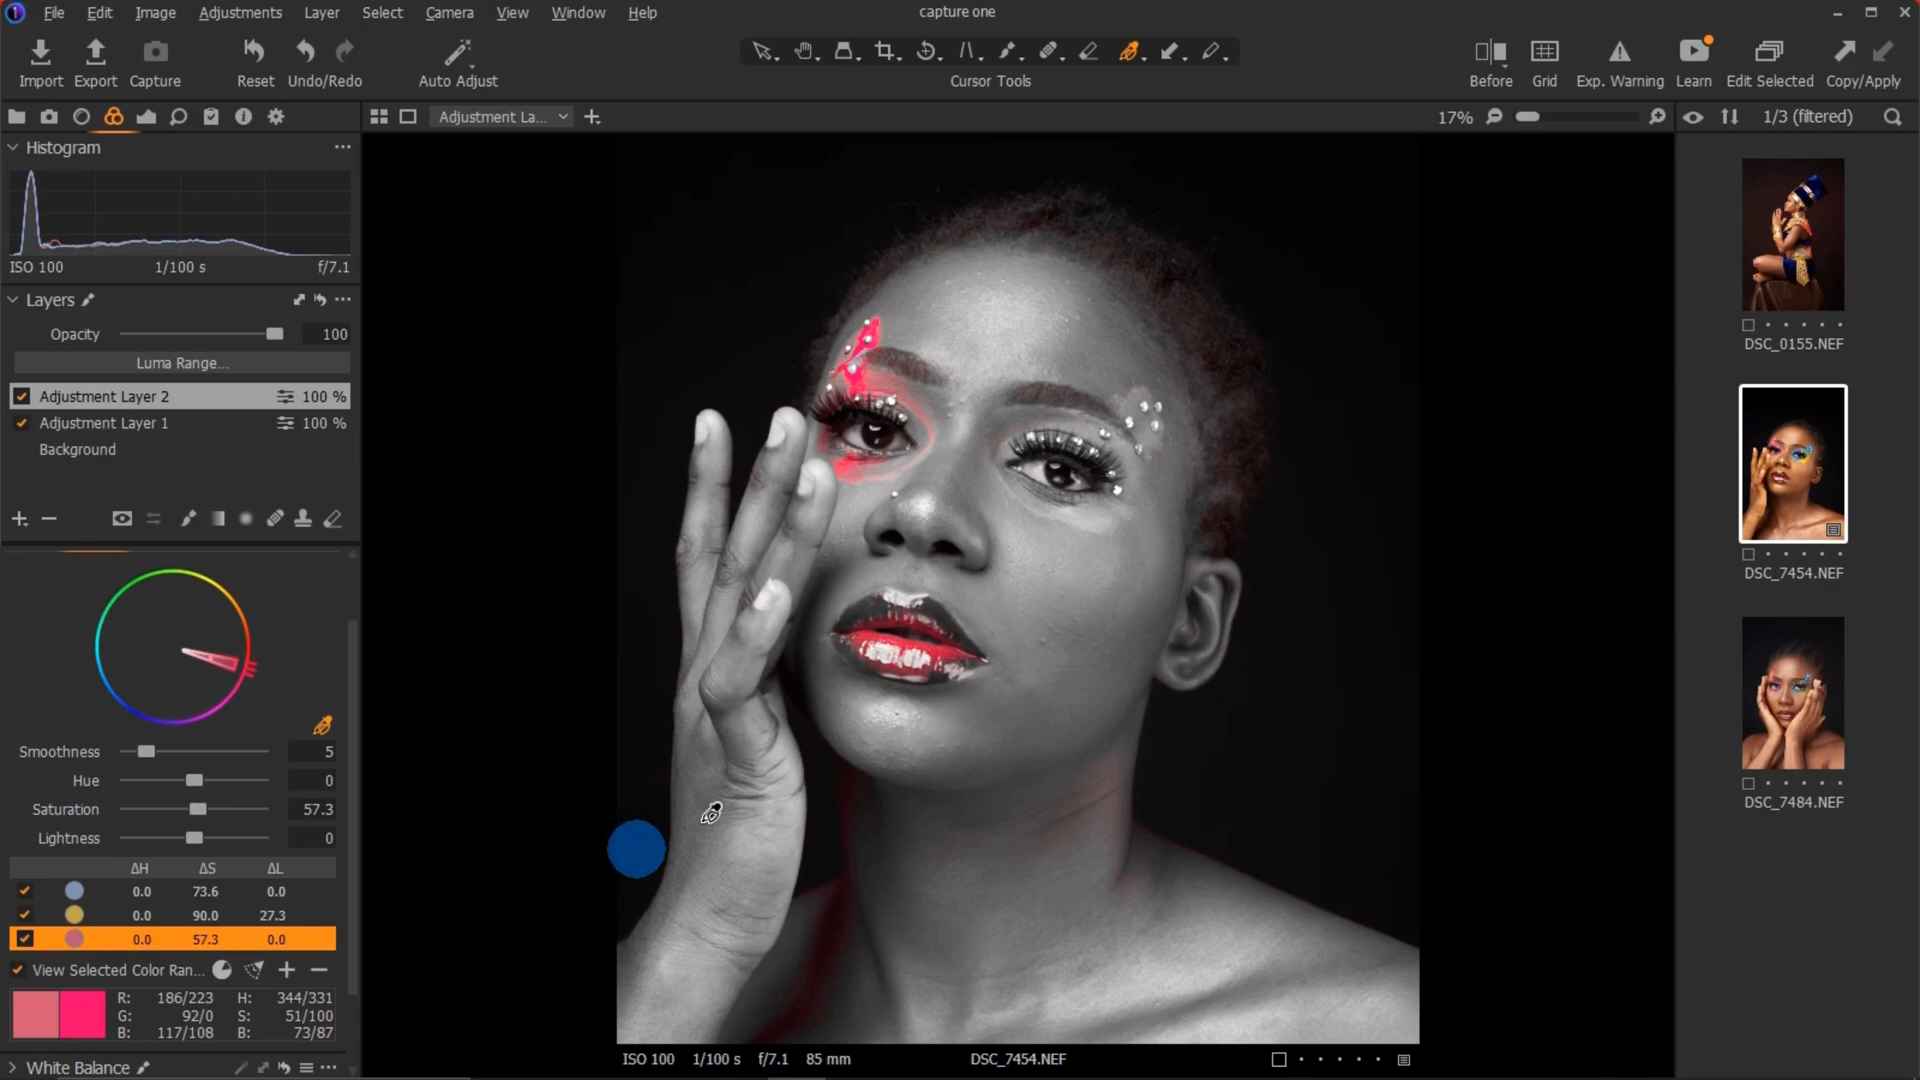 File Edit Image Adjustments Layer Select Camera View Window Help
capture one
Import Export Capture Reset Undo/Redo Auto Adjust
Cursor Tools
Before Grid Exp. Warning Learn Edit Selected Copy/Apply
Adjustment La...
17%
1/3 (filtered)
Histogram
ISO 100 1/100 s f/7.1
Layers
Opacity 100
Luma Range...
Adjustment Layer 2 100 %
Adjustment Layer 1 100 %
Background
Smoothness 5
Hue 0
Saturation 57.3
Lightness 0
ΔH ΔS ΔL
0.0 73.6 0.0
0.0 90.0 27.3
0.0 57.3 0.0
View Selected Color Ran...
R: 186/223 H: 344/331
G: 92/0 S: 51/100
B: 117/108 B: 73/87
White Balance
ISO 100 1/100 s f/7.1 85 mm DSC_7454.NEF
DSC_0155.NEF
DSC_7454.NEF
DSC_7484.NEF